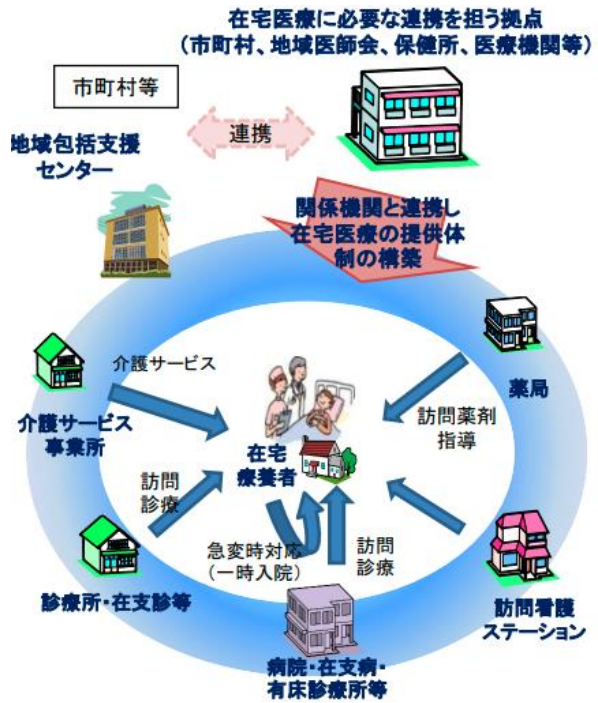 在宅医療に必要な連携を担う拠点
(市町村、地域医師会、保健所、医療機関等)
市町村等
連携
地域包括支援
センター
関係機関と連携し
在宅医療の提供体
制の構築
介護サービス
薬局
介護サービス
事業所
訪問薬剤
指導
在宅
療養者
訪問
診療
急変時対応
(一時入院)
訪問
診療
診療所・在支診等
訪問看護
ステーション
病院・在支病・
有床診療所等